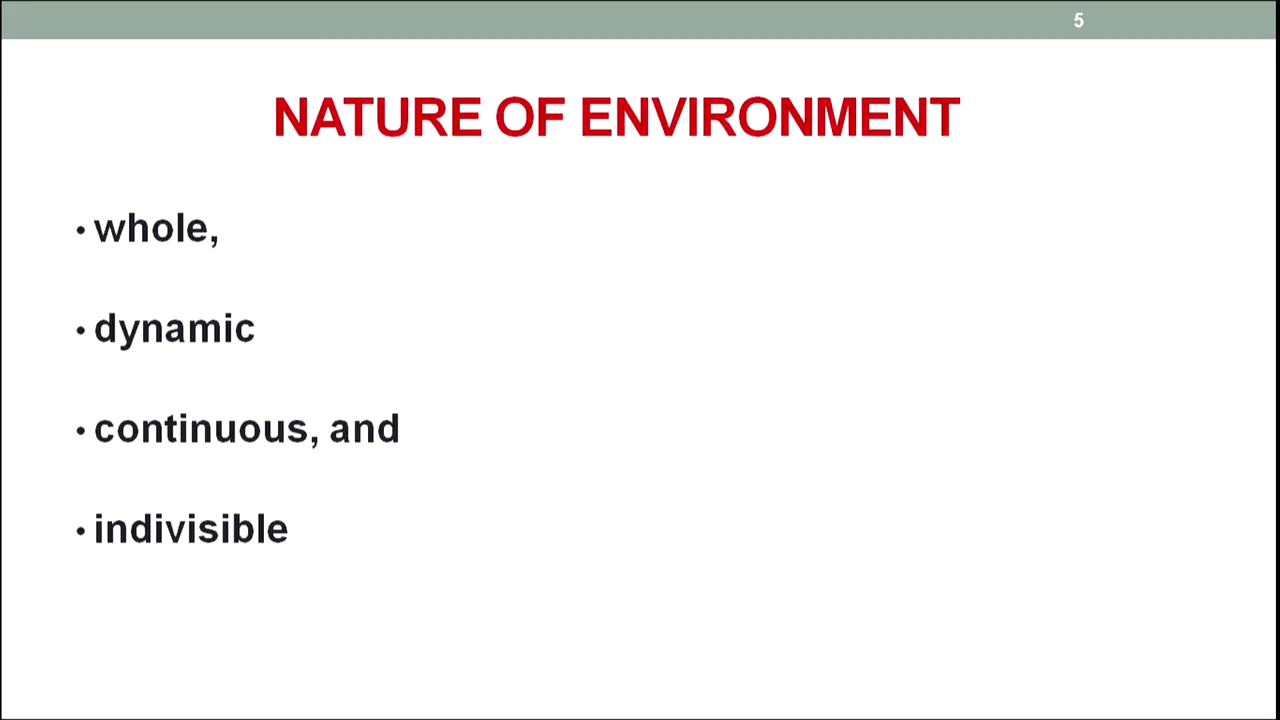 5
NATURE OF ENVIRONMENT
• whole,
• dynamic
• continuous, and
• indivisible